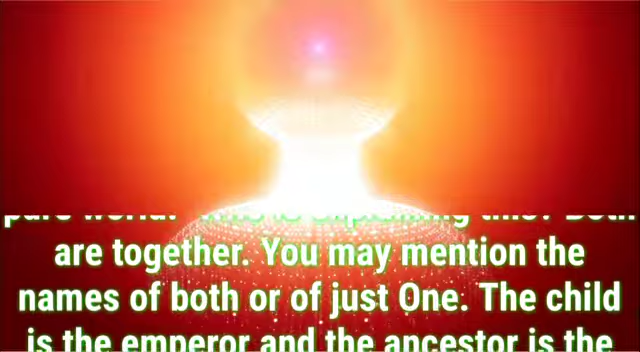 are together. You may mention the
names of both or of just One. The child
is the emperor and the ancestor is the